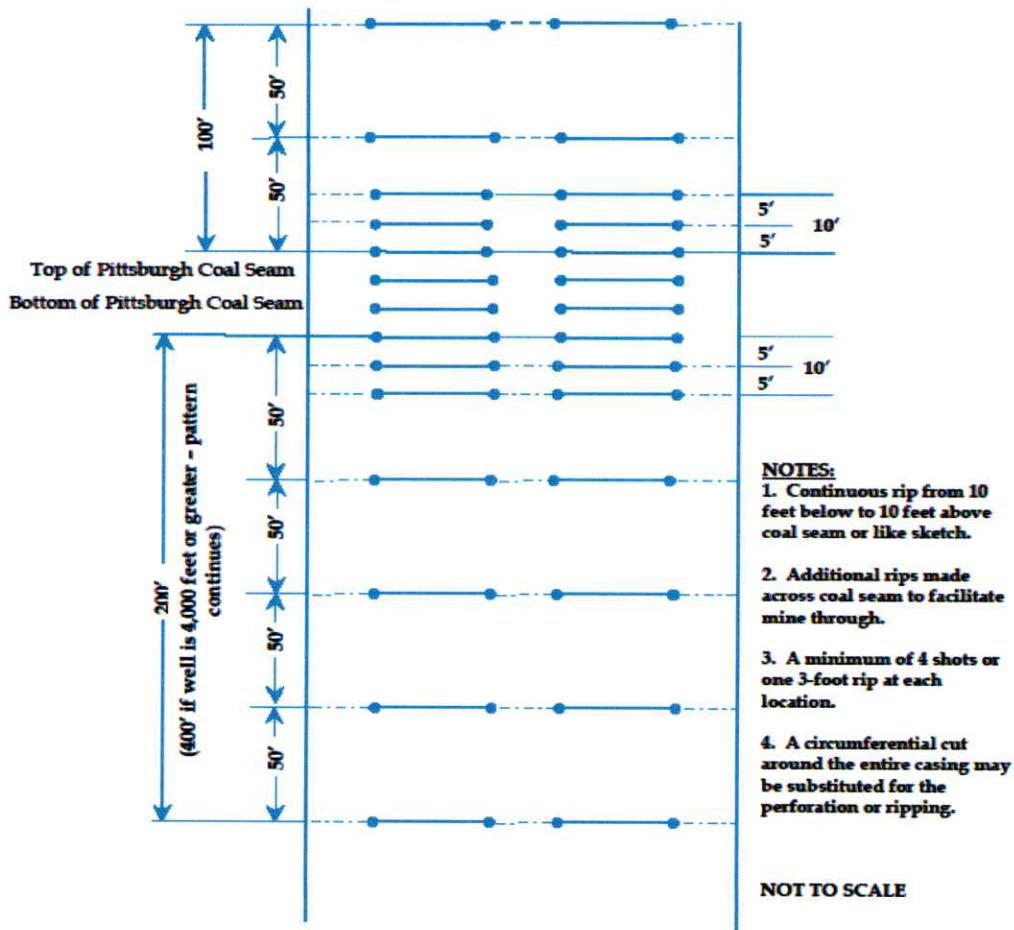 50'
100'
50'
5'
10'
5'
Top of Pittsburgh Coal Seam
Bottom of Pittsburgh Coal Seam
5'
10'
5'
50'
200'
(400' if well is 4,000 feet or greater – pattern
continues)
50'
50'
50'
NOTES:
1. Continuous rip from 10
feet below to 10 feet above
coal seam or like sketch.
2. Additional rips made
across coal seam to facilitate
mine through.
3. A minimum of 4 shots or
one 3-foot rip at each
location.
4. A circumferential cut
around the entire casing may
be substituted for the
perforation or ripping.
NOT TO SCALE